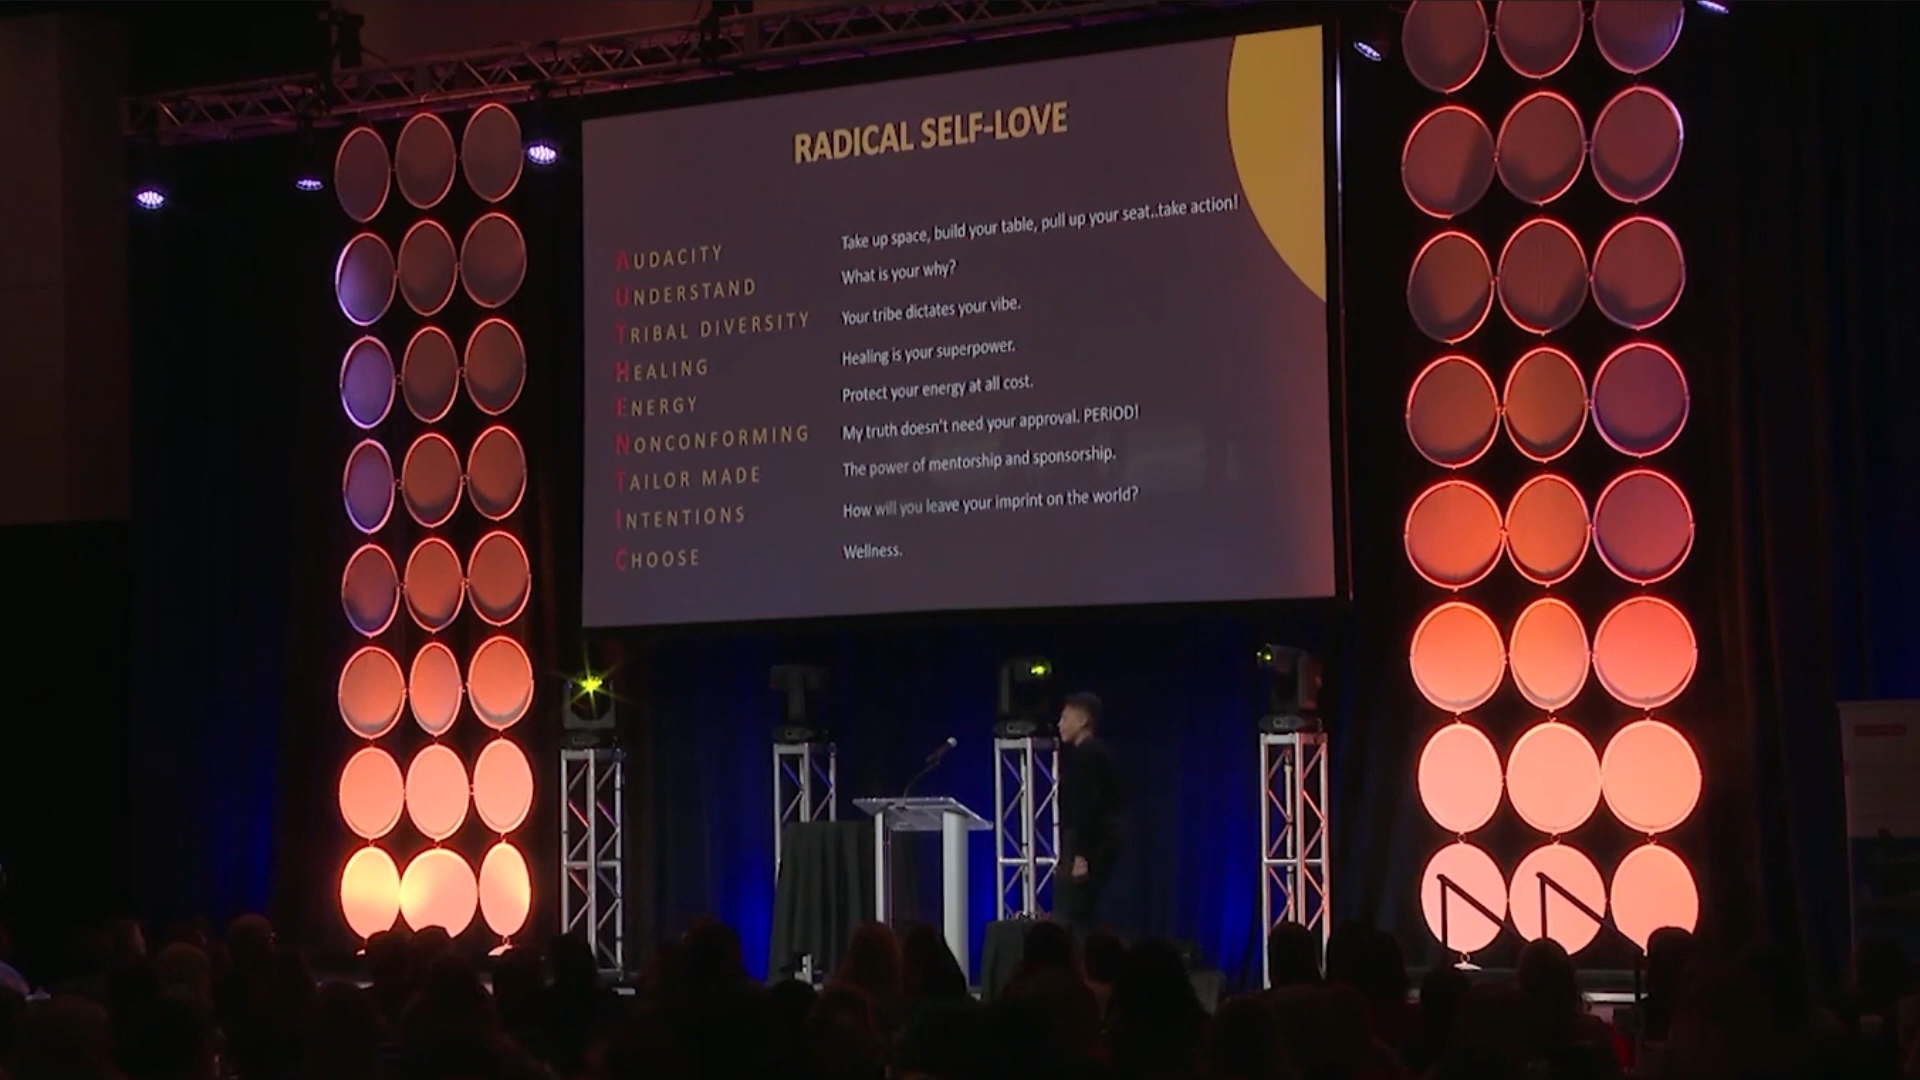 RADICAL SELF-LOVE
AUDACITY Take up space, build your table, pull up your seat..take action!
UNDERSTAND What is your why?
TRIBAL DIVERSITY Your tribe dictates your vibe.
HEALING Healing is your superpower.
ENERGY Protect your energy at all cost.
NONCONFORMING My truth doesn't need your approval. PERIOD!
TAILOR MADE The power of mentorship and sponsorship.
INTENTIONS How will you leave your imprint on the world?
CHOOSE Wellness.